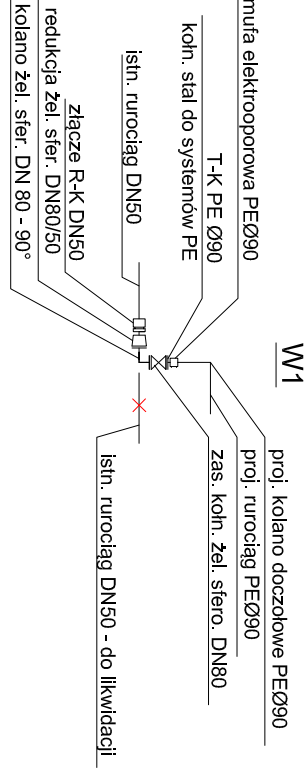 W1
mufa elektrooporowa PEØ90
kołn. stal do systemów PE
T-K PE Ø90
istn. rurociąg DN50
złącze R-K DN50
redukcja żel. sfer. DN80/50
kolano żel. sfer. DN 80 - 90°
proj. kolano doczołowe PEØ90
proj. rurociąg PEØ90
zas. kołn. żel. sfero. DN80
istn. rurociąg DN50 - do likwidacji